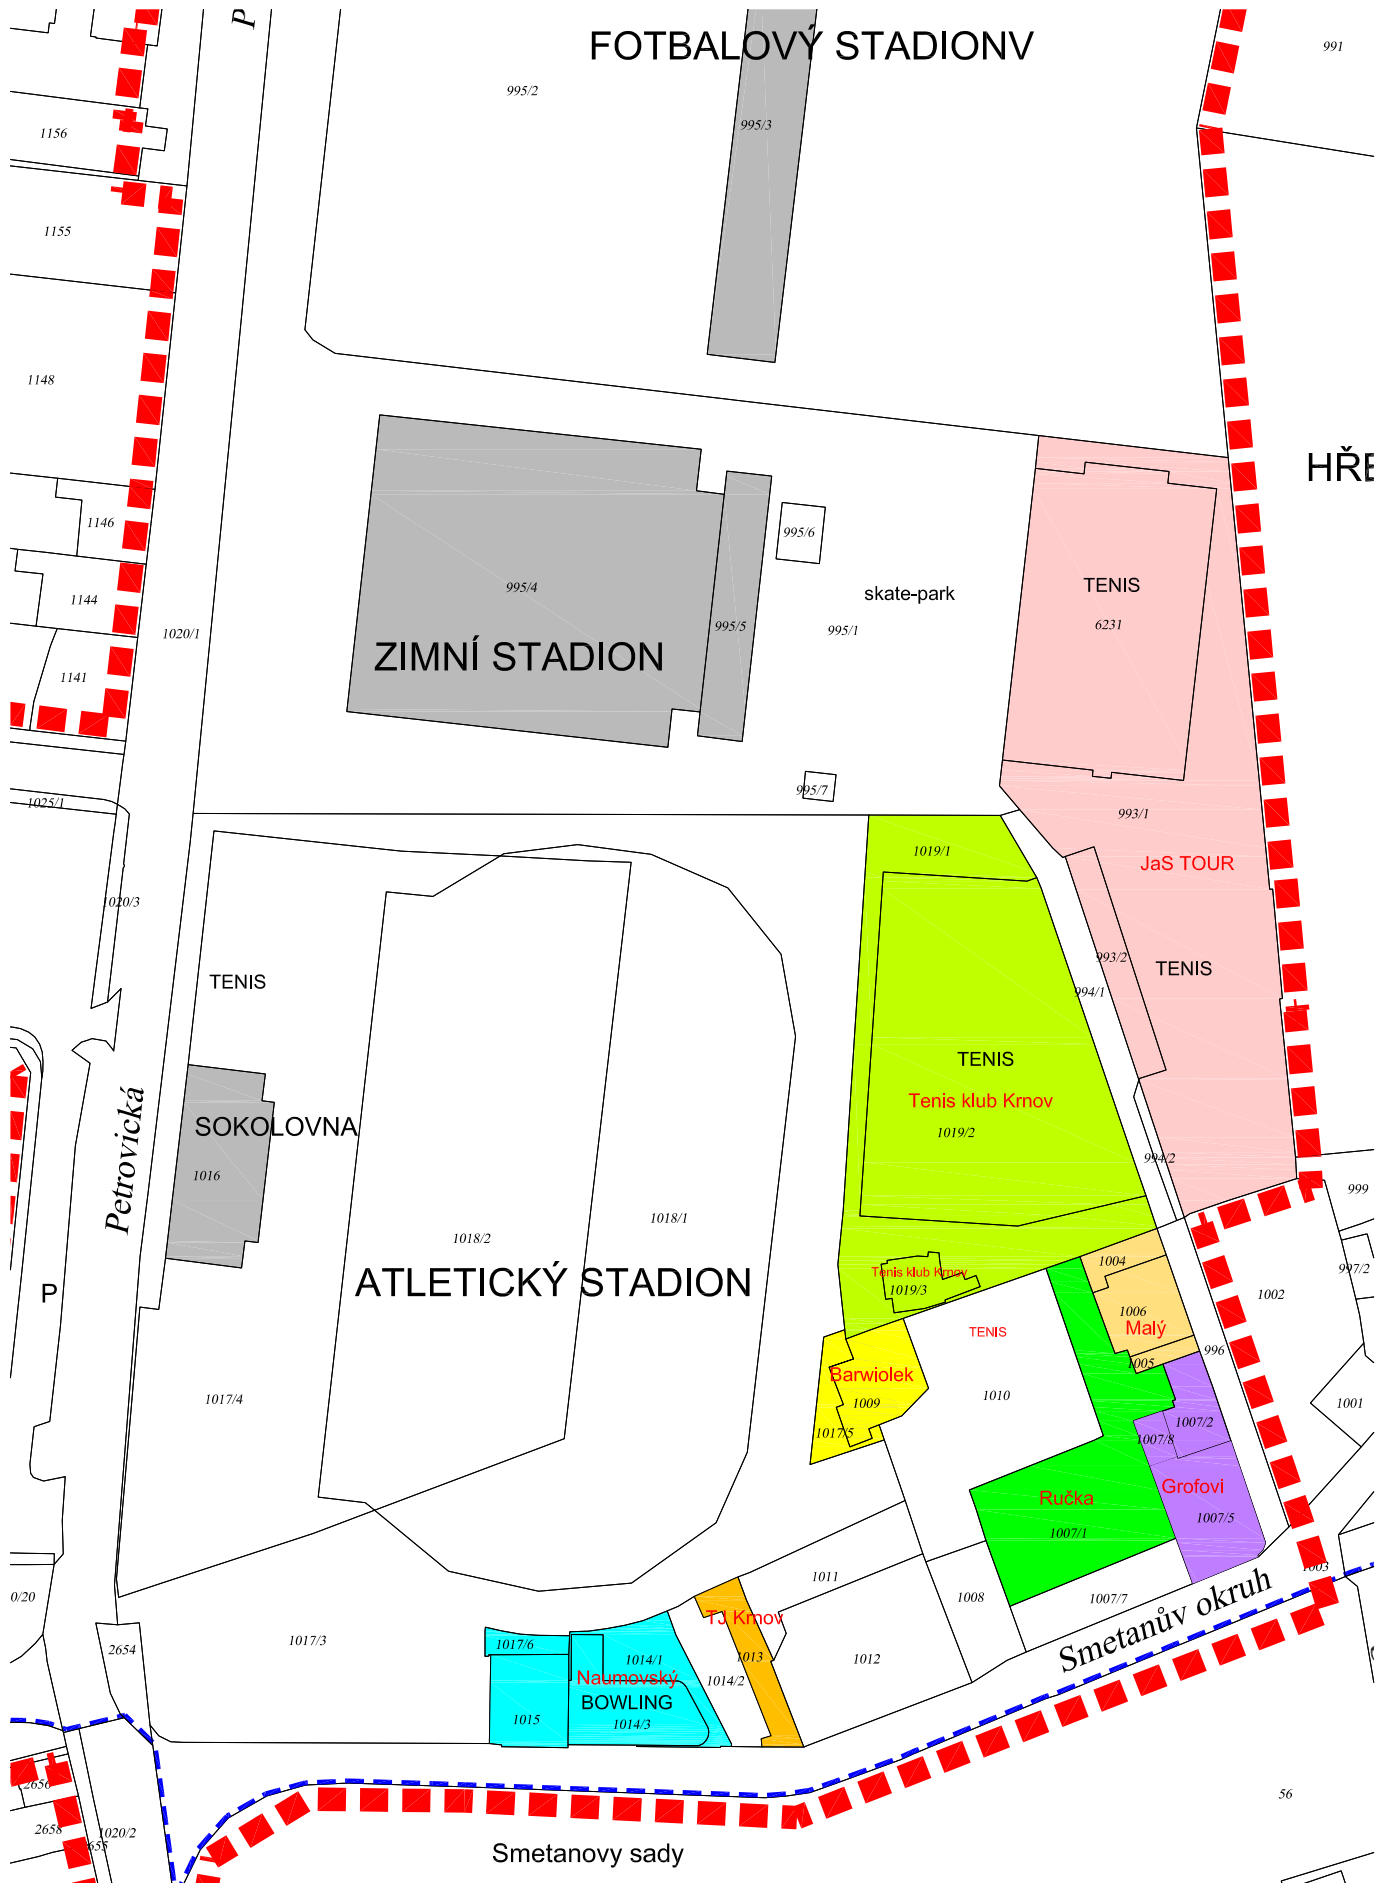 P
FOTBALOVÝ STADIONV
991
995/2
995/3
1156
1155
1148
HŘE
1146
995/6
995/4
TENIS
skate-park
1144
6231
995/5
995/1
1020/1
ZIMNÍ STADION
1141
995/7
1025/1
993/1
1019/1
JaS TOUR
1020/3
993/2
TENIS
TENIS
994/1
TENIS
Tenis klub Krnov
Petrovická
SOKOLOVNA
1019/2
994/2
1016
999
1018/1
1018/2
1004
997/2
Tenis klub Krnov
ATLETICKÝ STADION
1019/3
P
1002
1006
TENIS
Malý
996
1005
Barwiolek
1017/4
1010
1009
1001
1007/2
1017/5
1007/8
Grofovi
Ručka
1007/5
1007/1
1003
1011
0/20
1008
1007/7
Smetanův okruh
TJ Krnov
1017/3
1017/6
2654
1013
1014/1
1012
Naumovský
1014/2
BOWLING
1015
1014/3
2656
56
2658
1020/2
655
Smetanovy sady